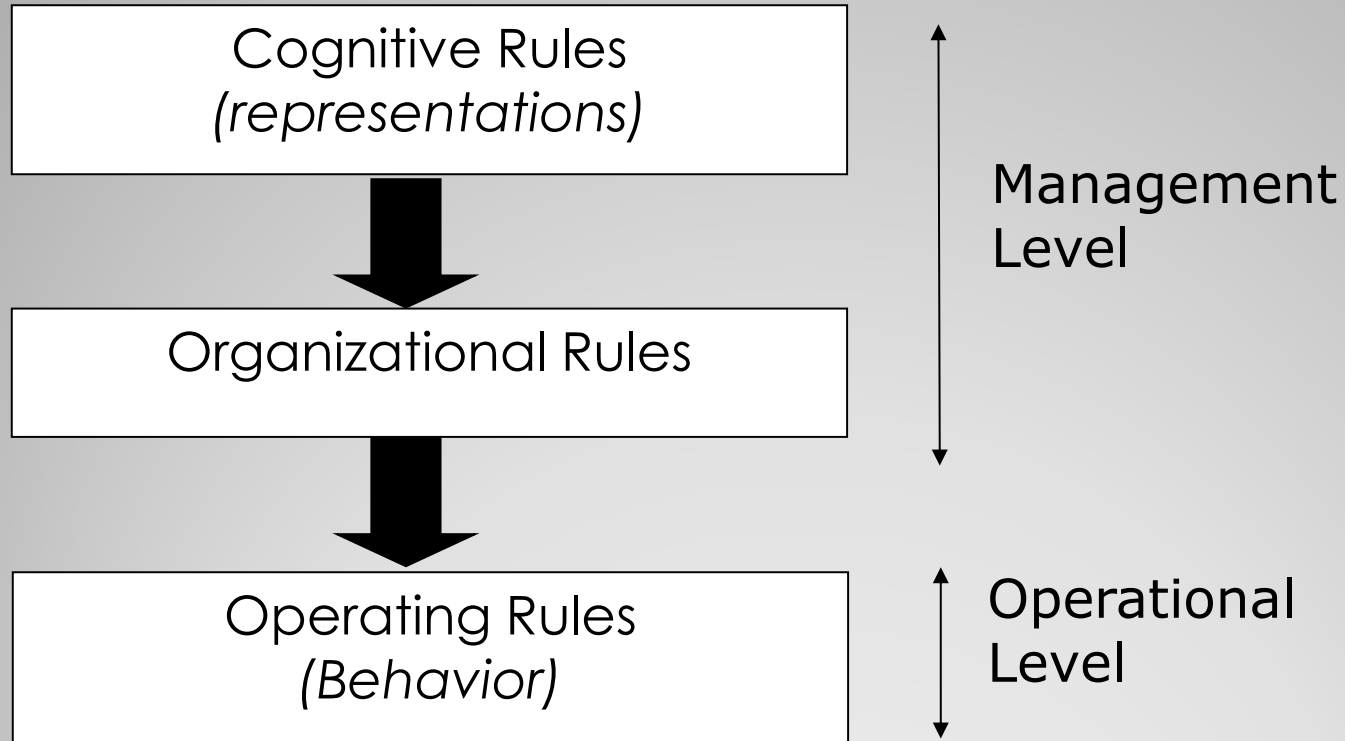 Cognitive Rules
(representations)
Management
Level
Organizational Rules
Operating Rules
(Behavior)
Operational
Level